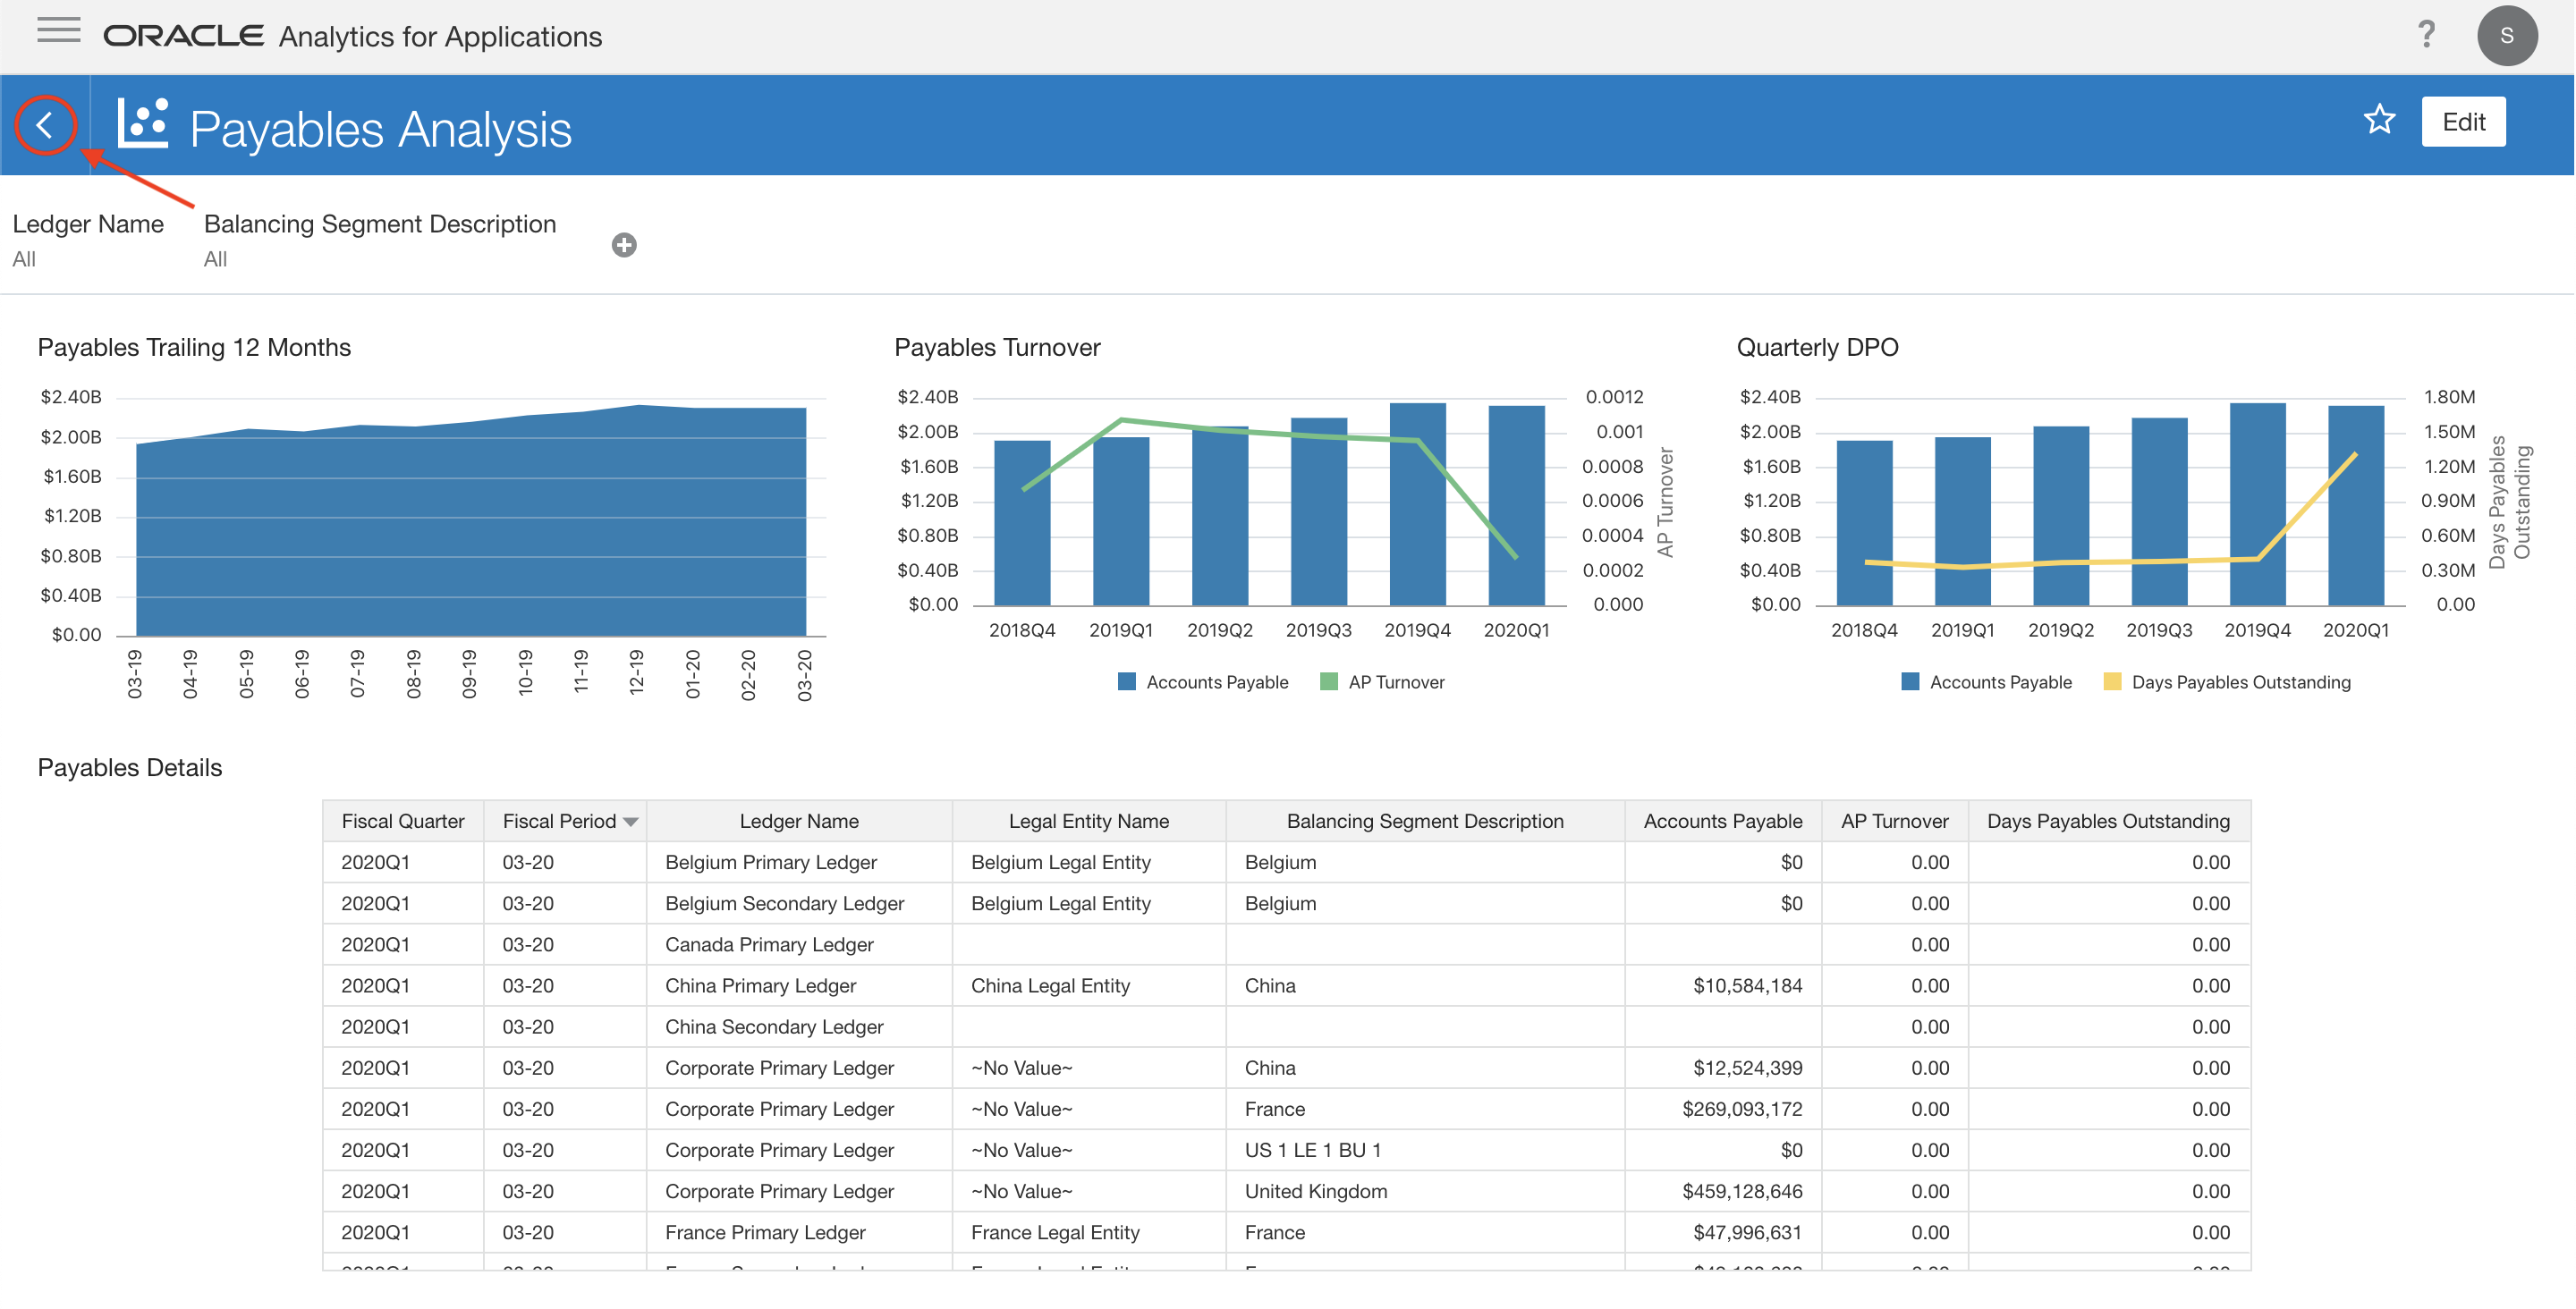 ORACLE Analytics for Applications
?
S
Payables Analysis
Edit
Ledger Name
All
Balancing Segment Description
All
Payables Trailing 12 Months
$2.40B
$2.00B
$1.60B
$1.20B
$0.80B
$0.40B
$0.00
03-19 04-19 05-19 06-19 07-19 08-19 09-19 10-19 11-19 12-19 01-20 02-20 03-20
Payables Turnover
$2.40B
$2.00B
$1.60B
$1.20B
$0.80B
$0.40B
$0.00
0.0012
0.001
0.0008
0.0006
0.0004
0.0002
0.000
AP Turnover
2018Q4 2019Q1 2019Q2 2019Q3 2019Q4 2020Q1
Accounts Payable AP Turnover
Quarterly DPO
$2.40B
$2.00B
$1.60B
$1.20B
$0.80B
$0.40B
$0.00
1.80M
1.50M
1.20M
0.90M
0.60M
0.30M
0.00
Days Payables
Outstanding
2018Q4 2019Q1 2019Q2 2019Q3 2019Q4 2020Q1
Accounts Payable Days Payables Outstanding
Payables Details
Fiscal Quarter Fiscal Period Ledger Name Legal Entity Name Balancing Segment Description Accounts Payable AP Turnover Days Payables Outstanding
2020Q1 03-20 Belgium Primary Ledger Belgium Legal Entity Belgium $0 0.00 0.00
2020Q1 03-20 Belgium Secondary Ledger Belgium Legal Entity Belgium $0 0.00 0.00
2020Q1 03-20 Canada Primary Ledger 0.00 0.00
2020Q1 03-20 China Primary Ledger China Legal Entity China $10,584,184 0.00 0.00
2020Q1 03-20 China Secondary Ledger 0.00 0.00
2020Q1 03-20 Corporate Primary Ledger ~No Value~ China $12,524,399 0.00 0.00
2020Q1 03-20 Corporate Primary Ledger ~No Value~ France $269,093,172 0.00 0.00
2020Q1 03-20 Corporate Primary Ledger ~No Value~ US 1 LE 1 BU 1 $0 0.00 0.00
2020Q1 03-20 Corporate Primary Ledger ~No Value~ United Kingdom $459,128,646 0.00 0.00
2020Q1 03-20 France Primary Ledger France Legal Entity France $47,996,631 0.00 0.00